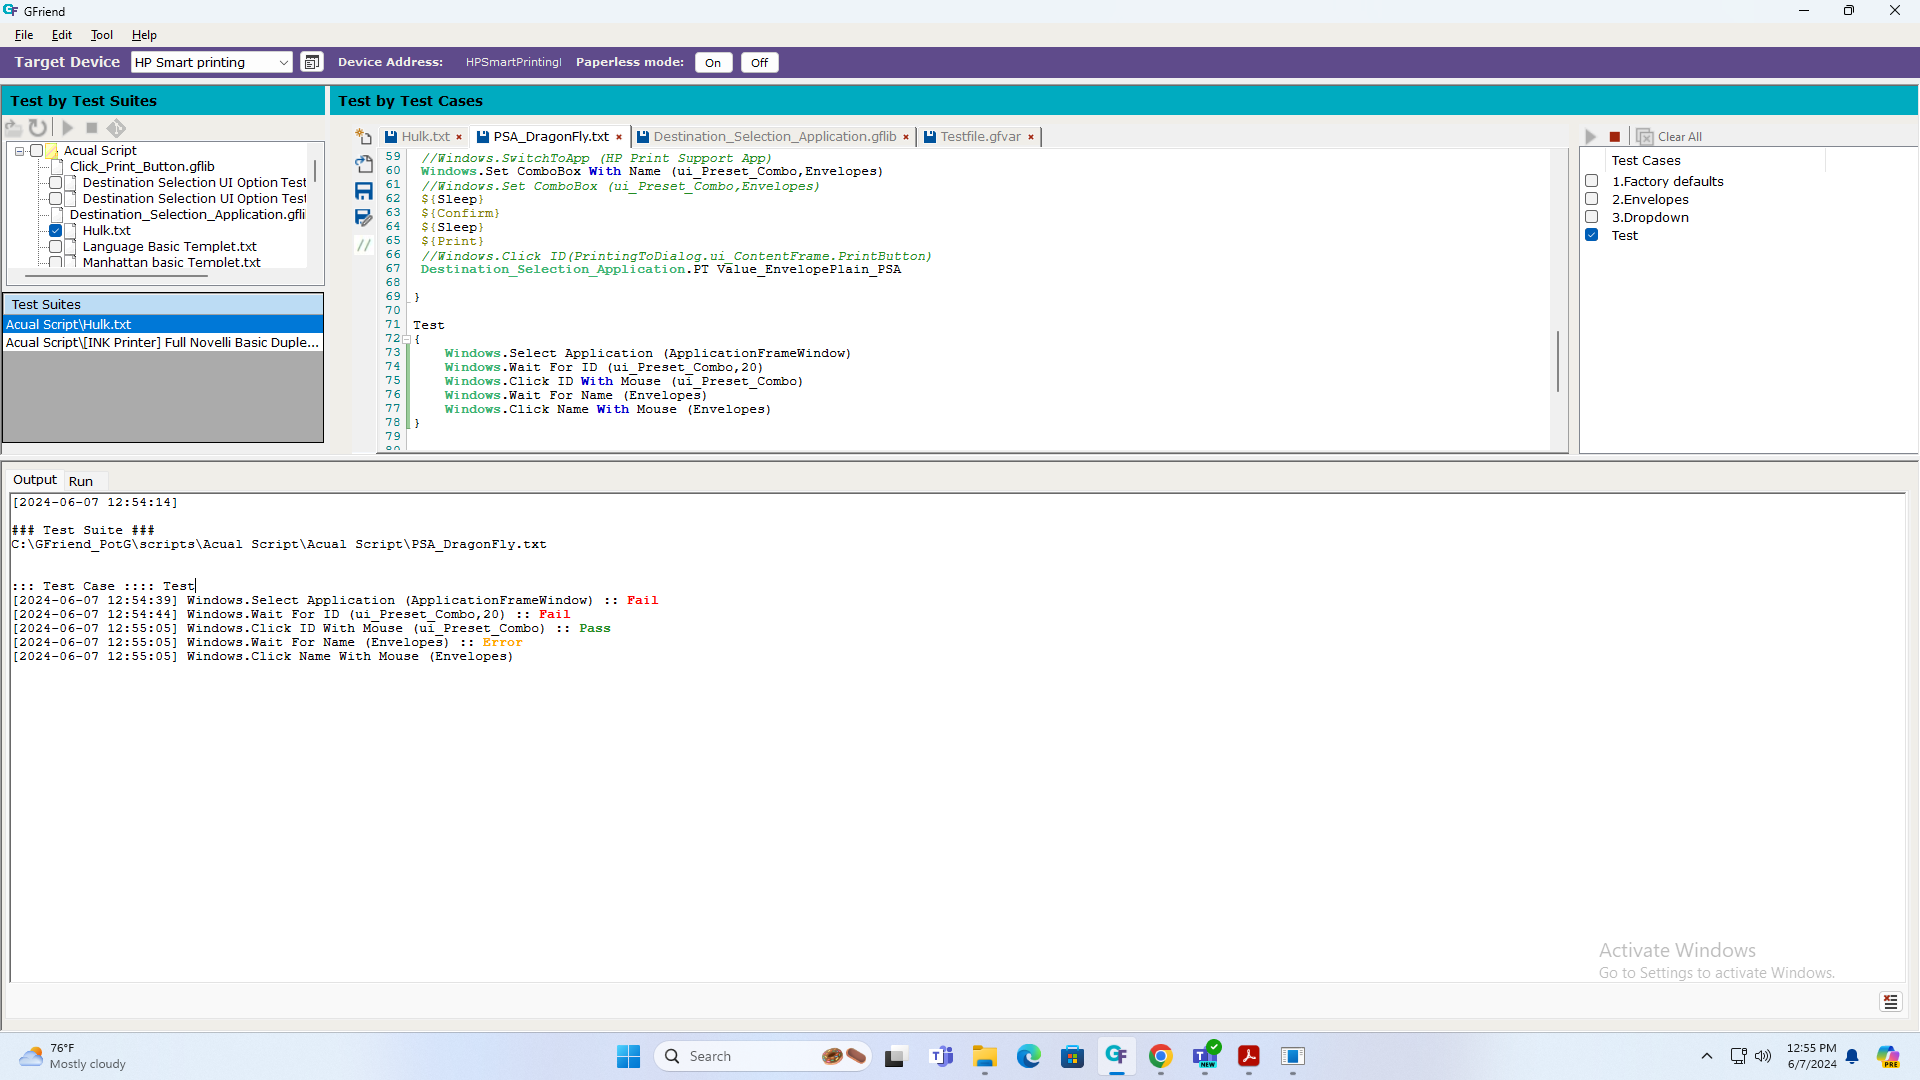 GFriend
File Edit Tool Help
Target Device HP Smart printing Device Address: HPSmartPrintingI Paperless mode: On Off
Test by Test Suites
Acual Script
Click_Print_Button.gflib
Destination Selection UI Option Test
Destination Selection UI Option Test
Destination_Selection_Application.gfli
Hulk.txt
Language Basic Templet.txt
Manhattan basic Templet.txt
Test Suites
Acual Script\Hulk.txt
Acual Script\[INK Printer] Full Novelli Basic Duple...
Test by Test Cases
Hulk.txt PSA_DragonFly.txt Destination_Selection_Application.gflib Testfile.gfvar
59 //Windows.SwitchToApp (HP Print Support App)
60 Windows.Set ComboBox With Name (ui_Preset_Combo,Envelopes)
61 //Windows.Set ComboBox (ui_Preset_Combo,Envelopes)
62 ${Sleep}
63 ${Confirm}
64 ${Sleep}
65 ${Print}
66 //Windows.Click ID(PrintingToDialog.ui_ContentFrame.PrintButton)
67 Destination_Selection_Application.PT Value_EnvelopePlain_PSA
68
69 }
70
71 Test
72 {
73 Windows.Select Application (ApplicationFrameWindow)
74 Windows.Wait For ID (ui_Preset_Combo,20)
75 Windows.Click ID With Mouse (ui_Preset_Combo)
76 Windows.Wait For Name (Envelopes)
77 Windows.Click Name With Mouse (Envelopes)
78 }
79
80
Clear All
Test Cases
1.Factory defaults
2.Envelopes
3.Dropdown
Test
Output Run
[2024-06-07 12:54:14]
### Test Suite ###
C:\GFriend_PotG\scripts\Acual Script\Acual Script\PSA_DragonFly.txt
::: Test Case :::: Test
[2024-06-07 12:54:39] Windows.Select Application (ApplicationFrameWindow) :: Fail
[2024-06-07 12:54:44] Windows.Wait For ID (ui_Preset_Combo,20) :: Fail
[2024-06-07 12:55:05] Windows.Click ID With Mouse (ui_Preset_Combo) :: Pass
[2024-06-07 12:55:05] Windows.Wait For Name (Envelopes) :: Error
[2024-06-07 12:55:05] Windows.Click Name With Mouse (Envelopes)
Activate Windows
Go to Settings to activate Windows.
76°F
Mostly cloudy
Search
NEW
12:55 PM
6/7/2024
PRE